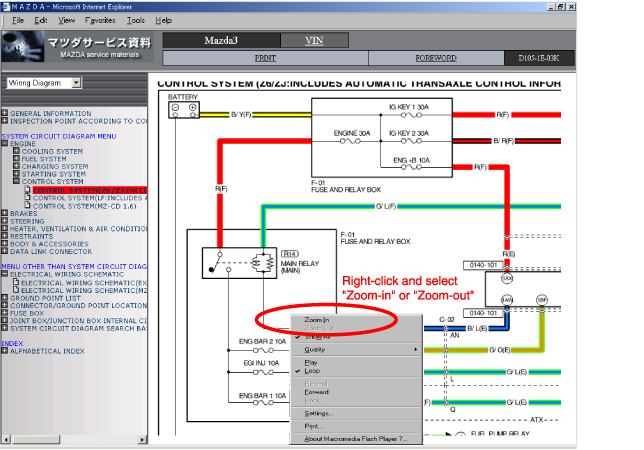 M A Z D A - Microsoft Internet Explorer
File Edit View Favorites Tools Help
マツダサービス資料
MAZDA service materials
Mazda3 VIN
PRINT FOREWORD D105-1E-03K
Wiring Diagram
GENERAL INFORMATION
INSPECTION POINT ACCORDING TO CO
SYSTEM CIRCUIT DIAGRAM MENU
ENGINE
COOLING SYSTEM
FUEL SYSTEM
CHARGING SYSTEM
STARTING SYSTEM
CONTROL SYSTEM
CONTROL SYSTEM(Z6/ZJ:INCL
CONTROL SYSTEM(LF:INCLUDES A
CONTROL SYSTEM(MZ-CD 1.6)
BRAKES
STEERING
HEATER, VENTILATION & AIR CONDITIO
RESTRAINTS
BODY & ACCESSORIES
DATA LINK CONNECTOR
MENU OTHER THAN SYSTEM CIRCUIT DIAG
ELECTRICAL WIRING SCHEMATIC
ELECTRICAL WIRING SCHEMATIC(EX
ELECTRICAL WIRING SCHEMATIC(MZ
GROUND POINT LIST
CONNECTOR/GROUND POINT LOCATION
FUSE BOX
JOINT BOX/JUNCTION BOX INTERNAL CI
SYSTEM CIRCUIT DIAGRAM SEARCH BA
INDEX
ALPHABETICAL INDEX
CONTROL SYSTEM (Z6/ZJ:INCLUDES AUTOMATIC TRANSAXLE CONTROL INFOR
BATTERY
B/Y(F)
IG KEY 1 30A
R(F)
ENGINE 30A
IG KEY 2 30A
B/R(F)
ENG +B 10A
R(F)
F-01
FUSE AND RELAY BOX
R(F)
G/L(F)
F-01
FUSE AND RELAY BOX
R14
MAIN RELAY
(MAIN)
R(E)
0140-101
1AX
Right-click and select
"Zoom-in" or "Zoom-out"
1AW
1BF
0140-101
C-02
AN
B/L(E)
ENG BAR 2 10A
G/O(E)
EGI INJ 10A
G/L(E)
L
ENG BAR 1 10A
F)
G/L(E)
Q
ATX
FUEL PUMP RELAY
Zoom In
Zoom Out
Show All
Quality
Play
Loop
Rewind
Forward
Back
Settings...
Print...
About Macromedia Flash Player 7...